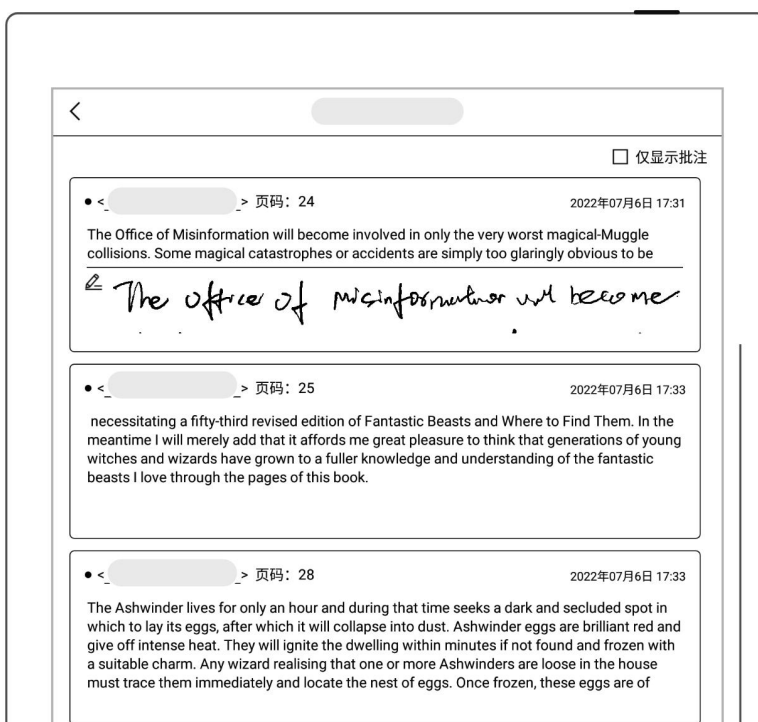 仅显示批注
• <_ _> 页码：24 2022年07月6日 17:31
The Office of Misinformation will become involved in only the very worst magical-Muggle
collisions. Some magical catastrophes or accidents are simply too glaringly obvious to be
The office of misinformation will become
• <_ _> 页码：25 2022年07月6日 17:33
necessitating a fifty-third revised edition of Fantastic Beasts and Where to Find Them. In the
meantime I will merely add that it affords me great pleasure to think that generations of young
witches and wizards have grown to a fuller knowledge and understanding of the fantastic
beasts I love through the pages of this book.
• <_ _> 页码：28 2022年07月6日 17:33
The Ashwinder lives for only an hour and during that time seeks a dark and secluded spot in
which to lay its eggs, after which it will collapse into dust. Ashwinder eggs are brilliant red and
give off intense heat. They will ignite the dwelling within minutes if not found and frozen with
a suitable charm. Any wizard realising that one or more Ashwinders are loose in the house
must trace them immediately and locate the nest of eggs. Once frozen, these eggs are of